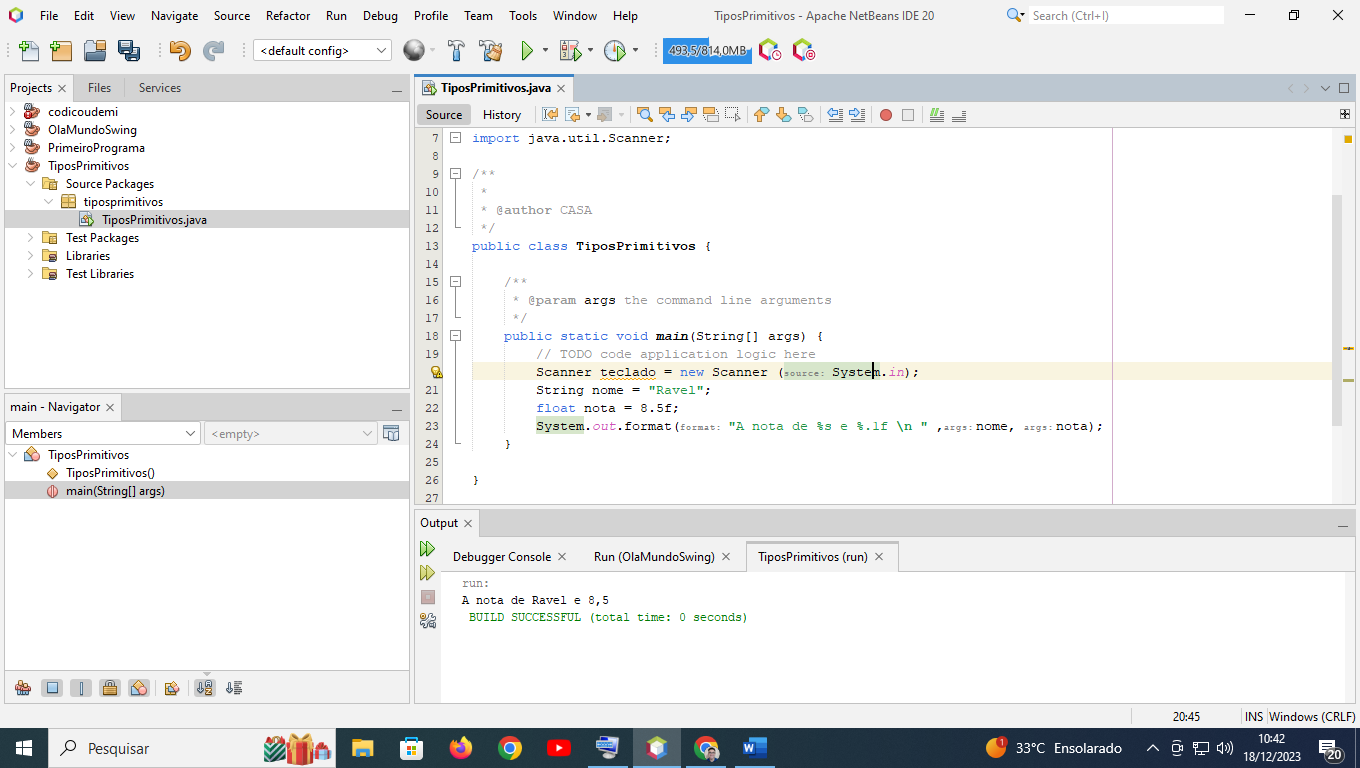 File Edit View Navigate Source Refactor Run Debug Profile Team Tools Window Help TiposPrimitivos - Apache NetBeans IDE 20 Search (Ctrl+I)
<default config> 493,5/814,0MB
Projects Files Services
codicoudemi
OlaMundoSwing
PrimeiroPrograma
TiposPrimitivos
Source Packages
tiposprimitivos
TiposPrimitivos.java
Test Packages
Libraries
Test Libraries
main - Navigator
Members <empty>
TiposPrimitivos
TiposPrimitivos()
main(String[] args)
TiposPrimitivos.java
Source History
7 import java.util.Scanner;
8
9 /**
10 *
11 * @author CASA
12 */
13 public class TiposPrimitivos {
14
15 /**
16 * @param args the command line arguments
17 */
18 public static void main(String[] args) {
19 // TODO code application logic here
Scanner teclado = new Scanner (source: System.in);
21 String nome = "Ravel";
22 float nota = 8.5f;
23 System.out.format(format: "A nota de %s e %.1f \n " ,args: nome, args: nota);
24 }
25
26 }
27
Output
Debugger Console Run (OlaMundoSwing) TiposPrimitivos (run)
run:
A nota de Ravel e 8,5
BUILD SUCCESSFUL (total time: 0 seconds)
20:45 INS Windows (CRLF)
Pesquisar 1 33°C Ensolarado 10:42
18/12/2023 20